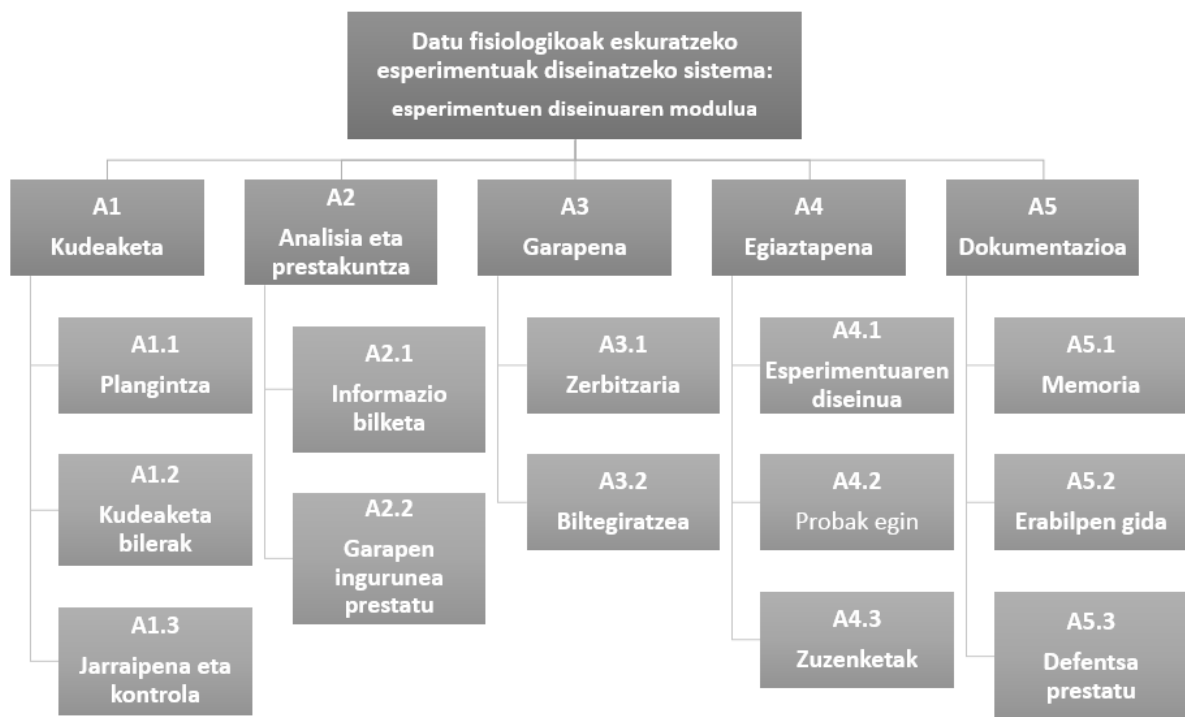 Datu fisiologikoak eskuratzeko
esperimentuak diseinatzeko sistema:
esperimentuen diseinuaren modulua
A1
Kudeaketa
A1.1
Plangintza
A1.2
Kudeaketa
bilerak
A1.3
Jarraipena eta
kontrola
A2
Analisia eta
prestakuntza
A2.1
Informazio
bilketa
A2.2
Garapen
ingurunea
prestatu
A3
Garapena
A3.1
Zerbitzaria
A3.2
Biltegiratzea
A4
Egiaztapena
A4.1
Esperimentuaren
diseinua
A4.2
Probak egin
A4.3
Zuzenketak
A5
Dokumentazioa
A5.1
Memoria
A5.2
Erabilpen gida
A5.3
Defentsa
prestatu